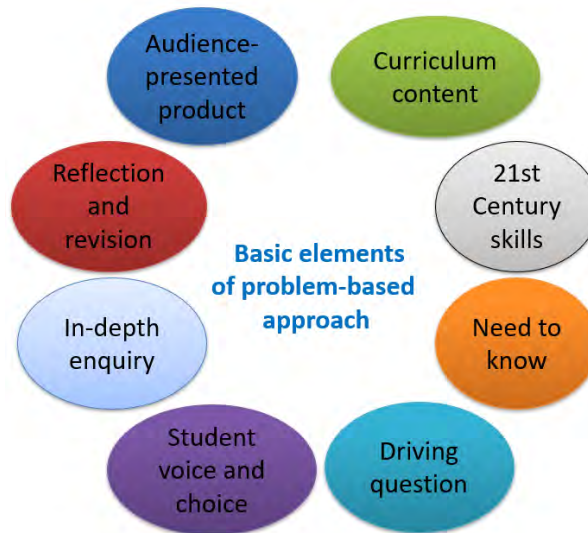 Audience-
presented
product
Curriculum
content
Reflection
and
revision
21st
Century
skills
Basic elements
of problem-based
approach
In-depth
enquiry
Need to
know
Student
voice and
choice
Driving
question